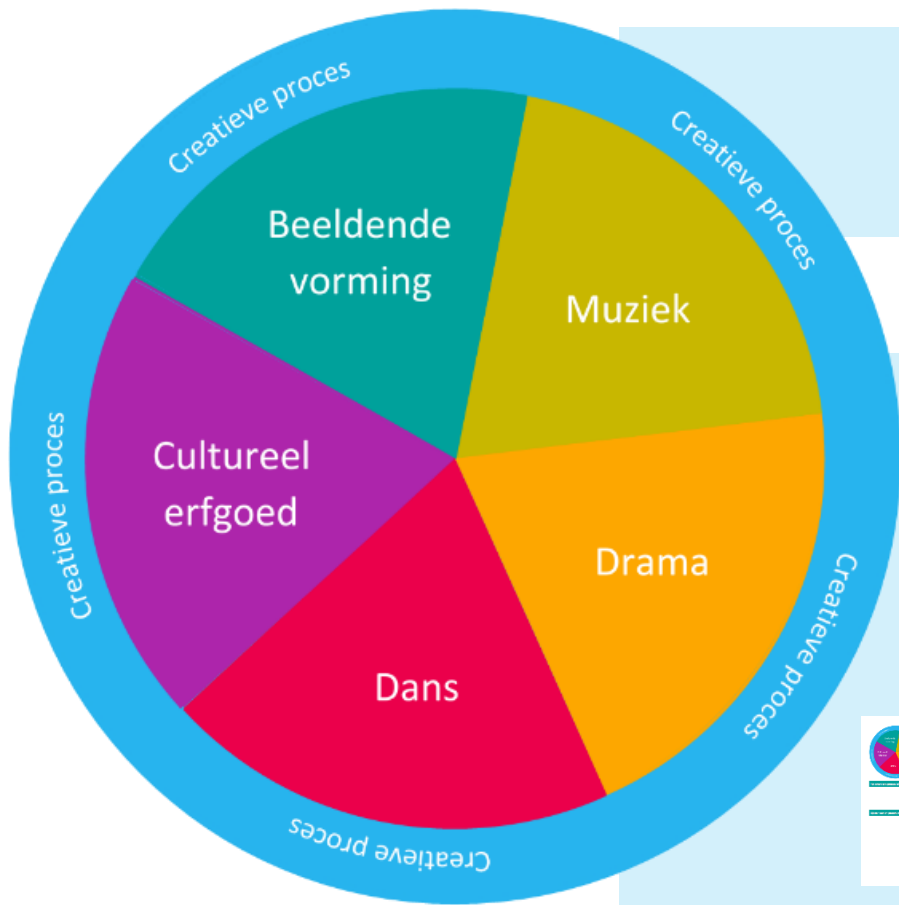 Creatieve proces
Creatieve proces
Beeldende
vorming
Muziek
Cultureel
erfgoed
Creatieve proces
Drama
Creatieve proces
Dans
Creatieve proces